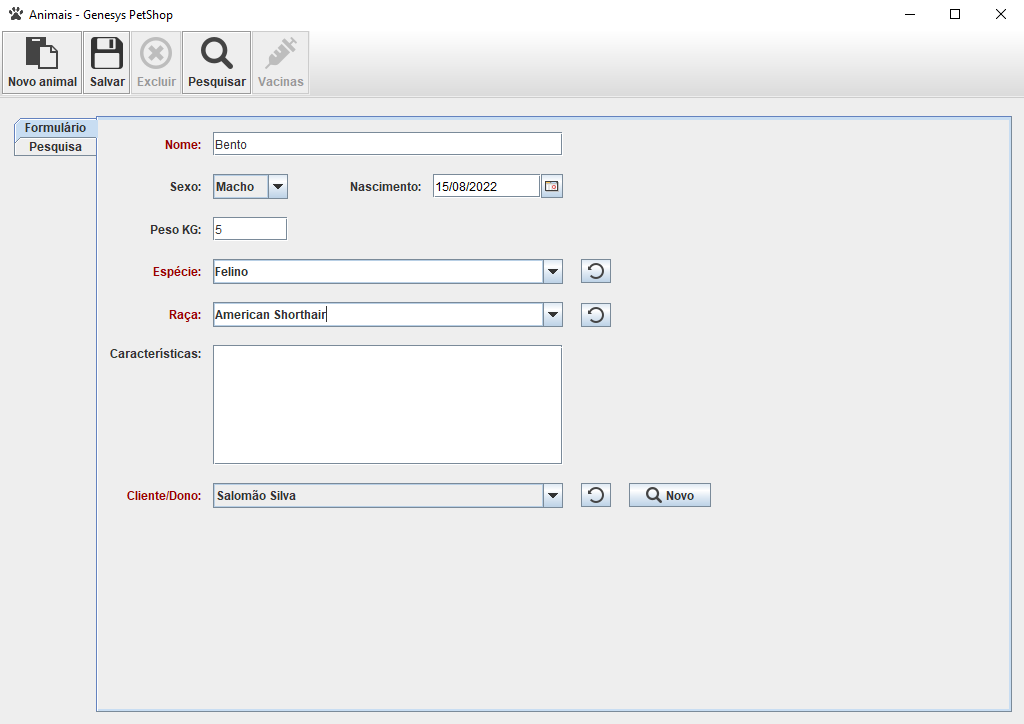 Animais - Genesys PetShop
Novo animal Salvar Excluir Pesquisar Vacinas
Formulário
Pesquisa
Nome: Bento
Sexo: Macho Nascimento: 15/08/2022
Peso KG: 5
Espécie: Felino
Raça: American Shorthair
Características:
Cliente/Dono: Salomão Silva Novo